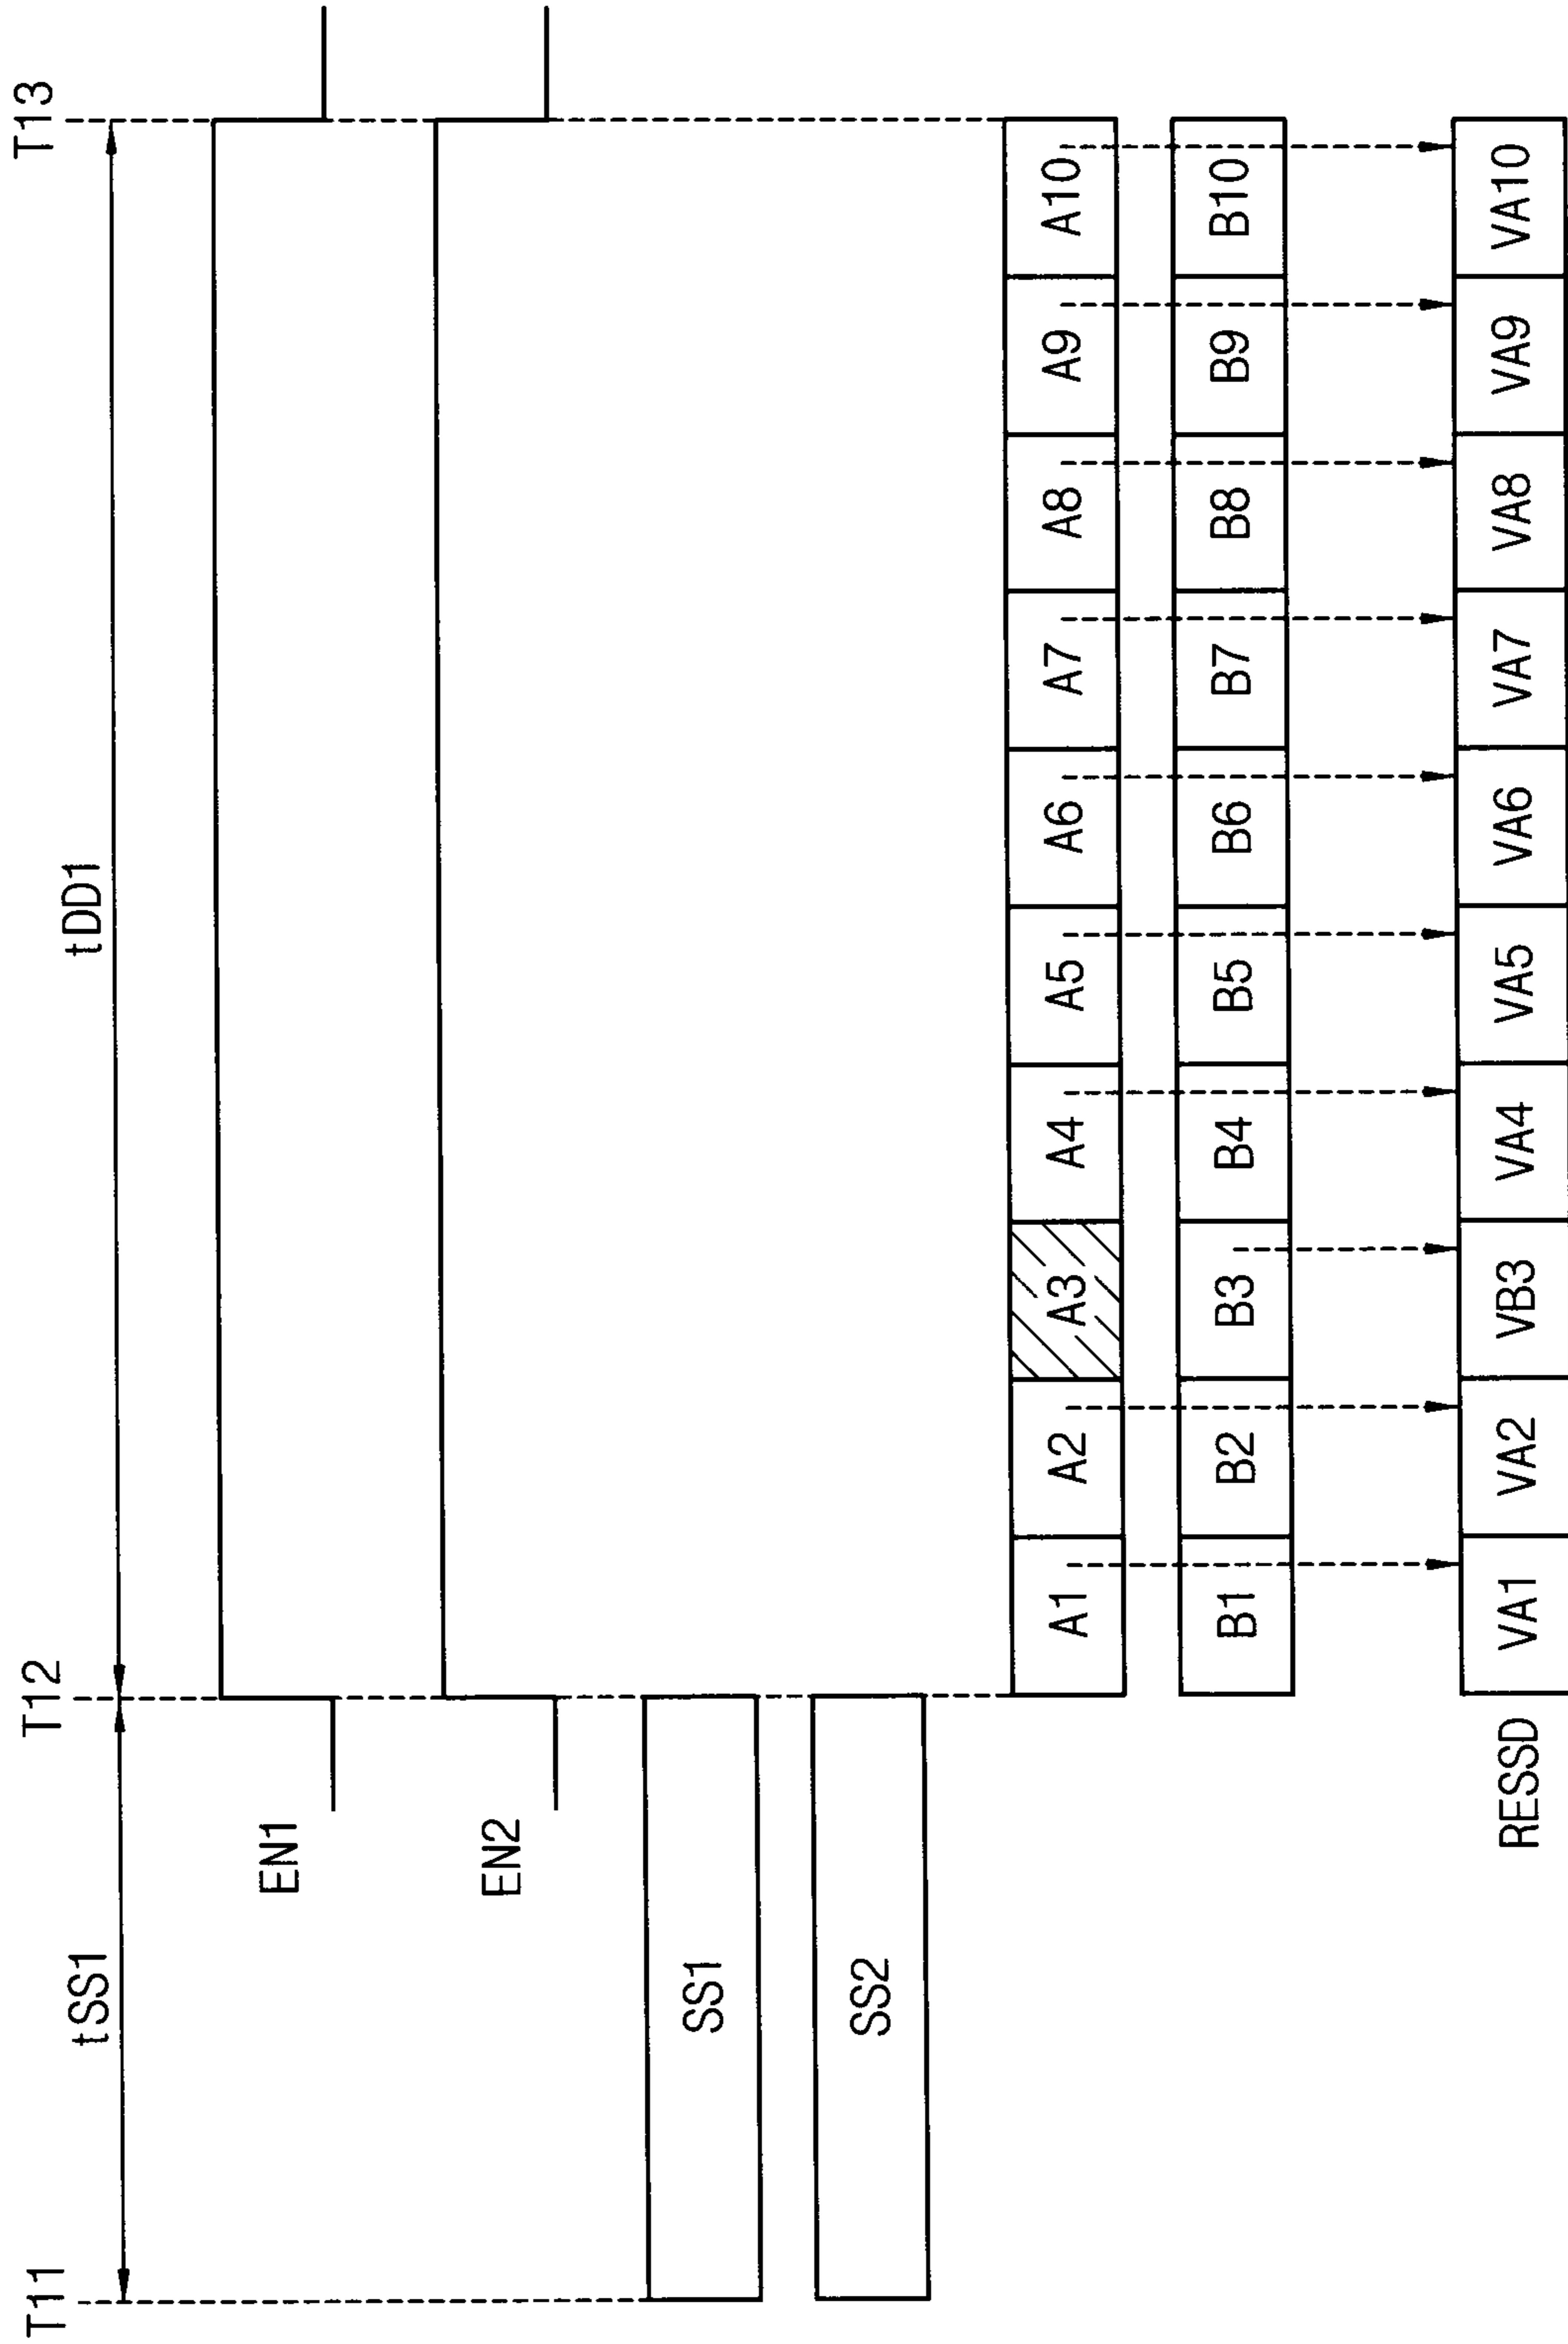 T11 T12 T13
tSS1 tDD1
EN1
EN2
SS1
SS2
A1 A2 A3 A4 A5 A6 A7 A8 A9 A10
B1 B2 B3 B4 B5 B6 B7 B8 B9 B10
RESSD VA1 VA2 VB3 VA4 VA5 VA6 VA7 VA8 VA9 VA10